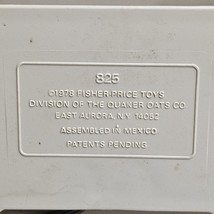 825
©1978 FISHER-PRICE TOYS
DIVISION OF THE QUAKER OATS CO
EAST AURORA, N.Y. 14052
ASSEMBLED IN MEXICO
PATENTS PENDING